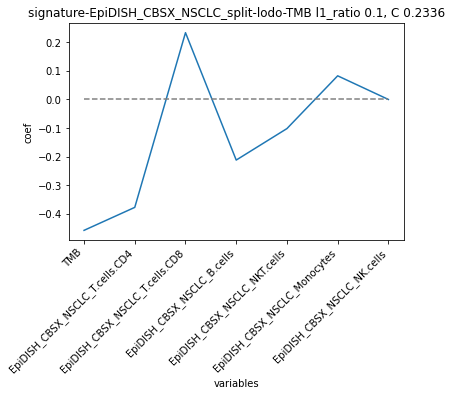 signature-EpiDISH_CBSX_NSCLC_split-lodo-TMB l1_ratio 0.1, C 0.2336
0.2
0.1
0.0
−0.1
−0.2
−0.3
−0.4
coef
TMB
EpiDISH_CBSX_NSCLC_T.cells.CD4
EpiDISH_CBSX_NSCLC_T.cells.CD8
EpiDISH_CBSX_NSCLC_B.cells
EpiDISH_CBSX_NSCLC_NKT.cells
EpiDISH_CBSX_NSCLC_Monocytes
EpiDISH_CBSX_NSCLC_NK.cells
variables